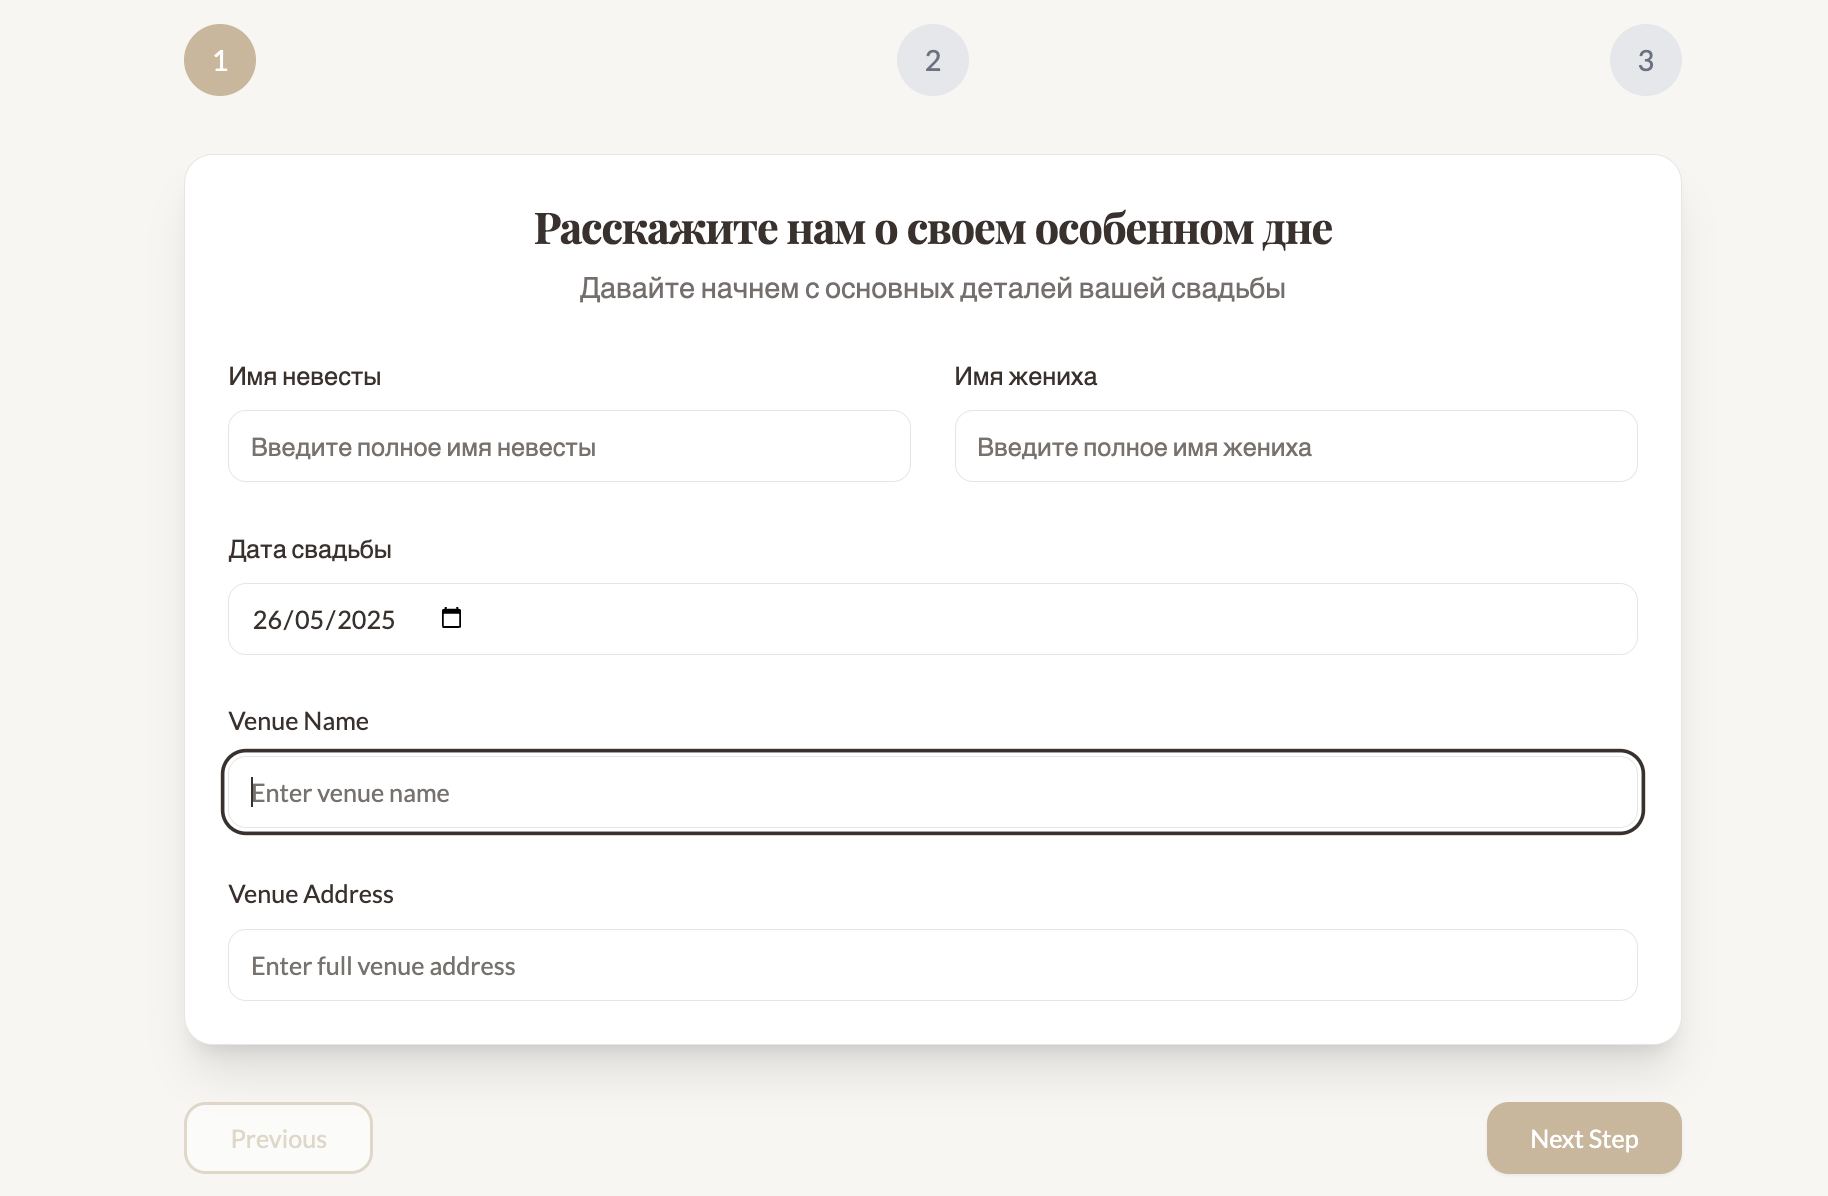 1
2
3
Расскажите нам о своем особенном дне
Давайте начнем с основных деталей вашей свадьбы
Имя невесты
Имя жениха
Введите полное имя невесты
Введите полное имя жениха
Дата свадьбы
26/05/2025
Venue Name
Enter venue name
Venue Address
Enter full venue address
Previous
Next Step